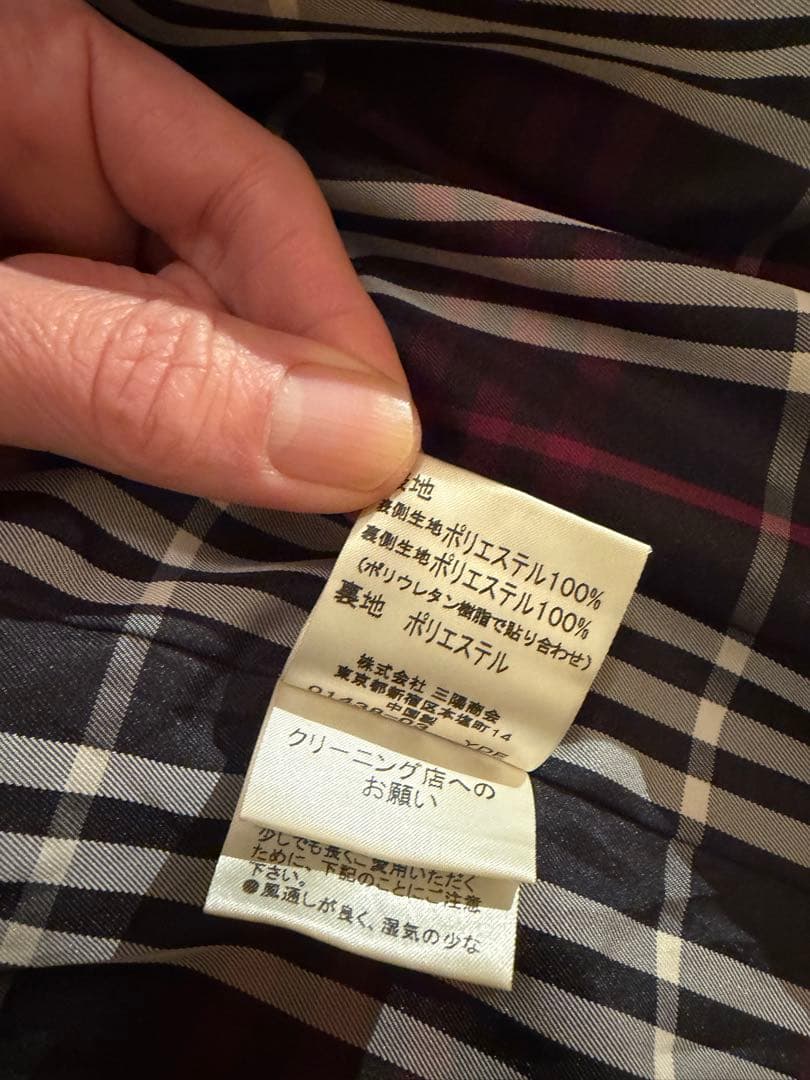 地
表側生地ポリエステル100%
裏側生地ポリエステル100%
(ポリウレタン樹脂で貼り合わせ)
裏地 ポリエステル
株式会社 三陽商会
東京都新宿区本塩町14
中国製
クリーニング店への
お願い
少しでも長くご愛用いただく
ために、下記のことにご注意
下さい。
●風通しが良く、湿気の少な